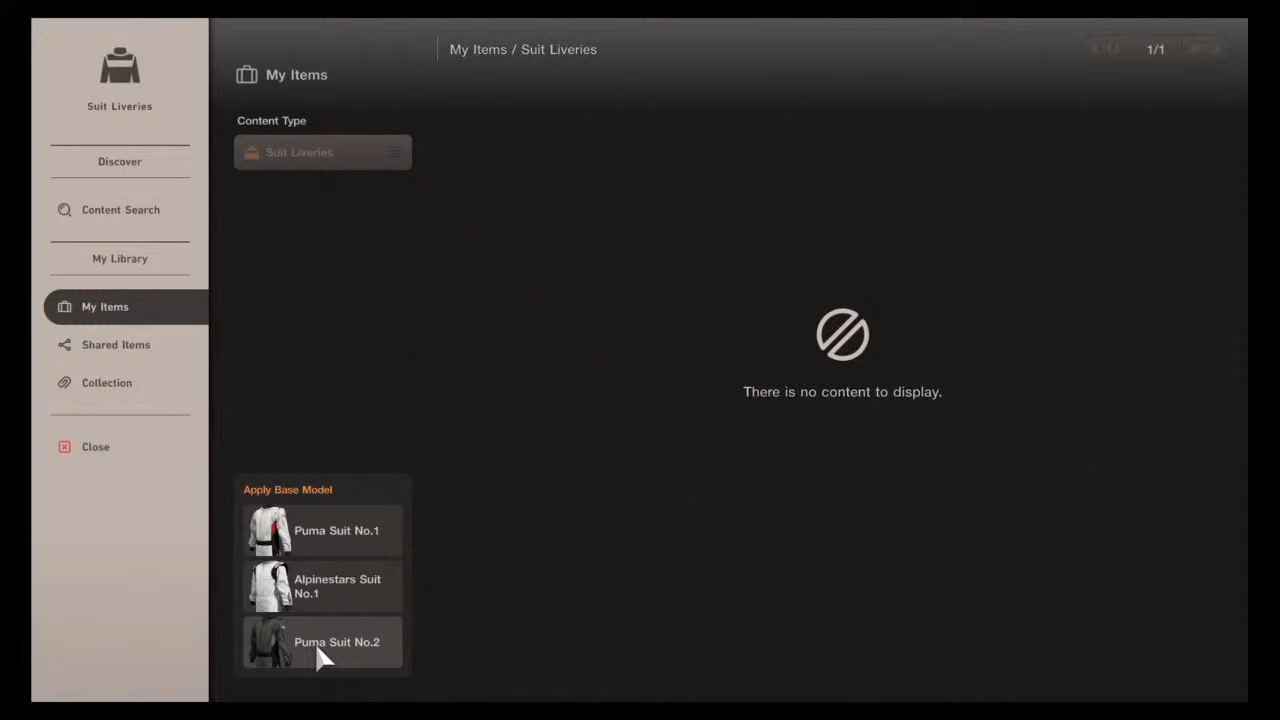 Suit Liveries
Discover
Content Search
My Library
My Items
Shared Items
Collection
Close
My Items / Suit Liveries
1/1
My Items
Content Type
Suit Liveries
There is no content to display.
Apply Base Model
Puma Suit No.1
Alpinestars Suit
No.1
Puma Suit No.2